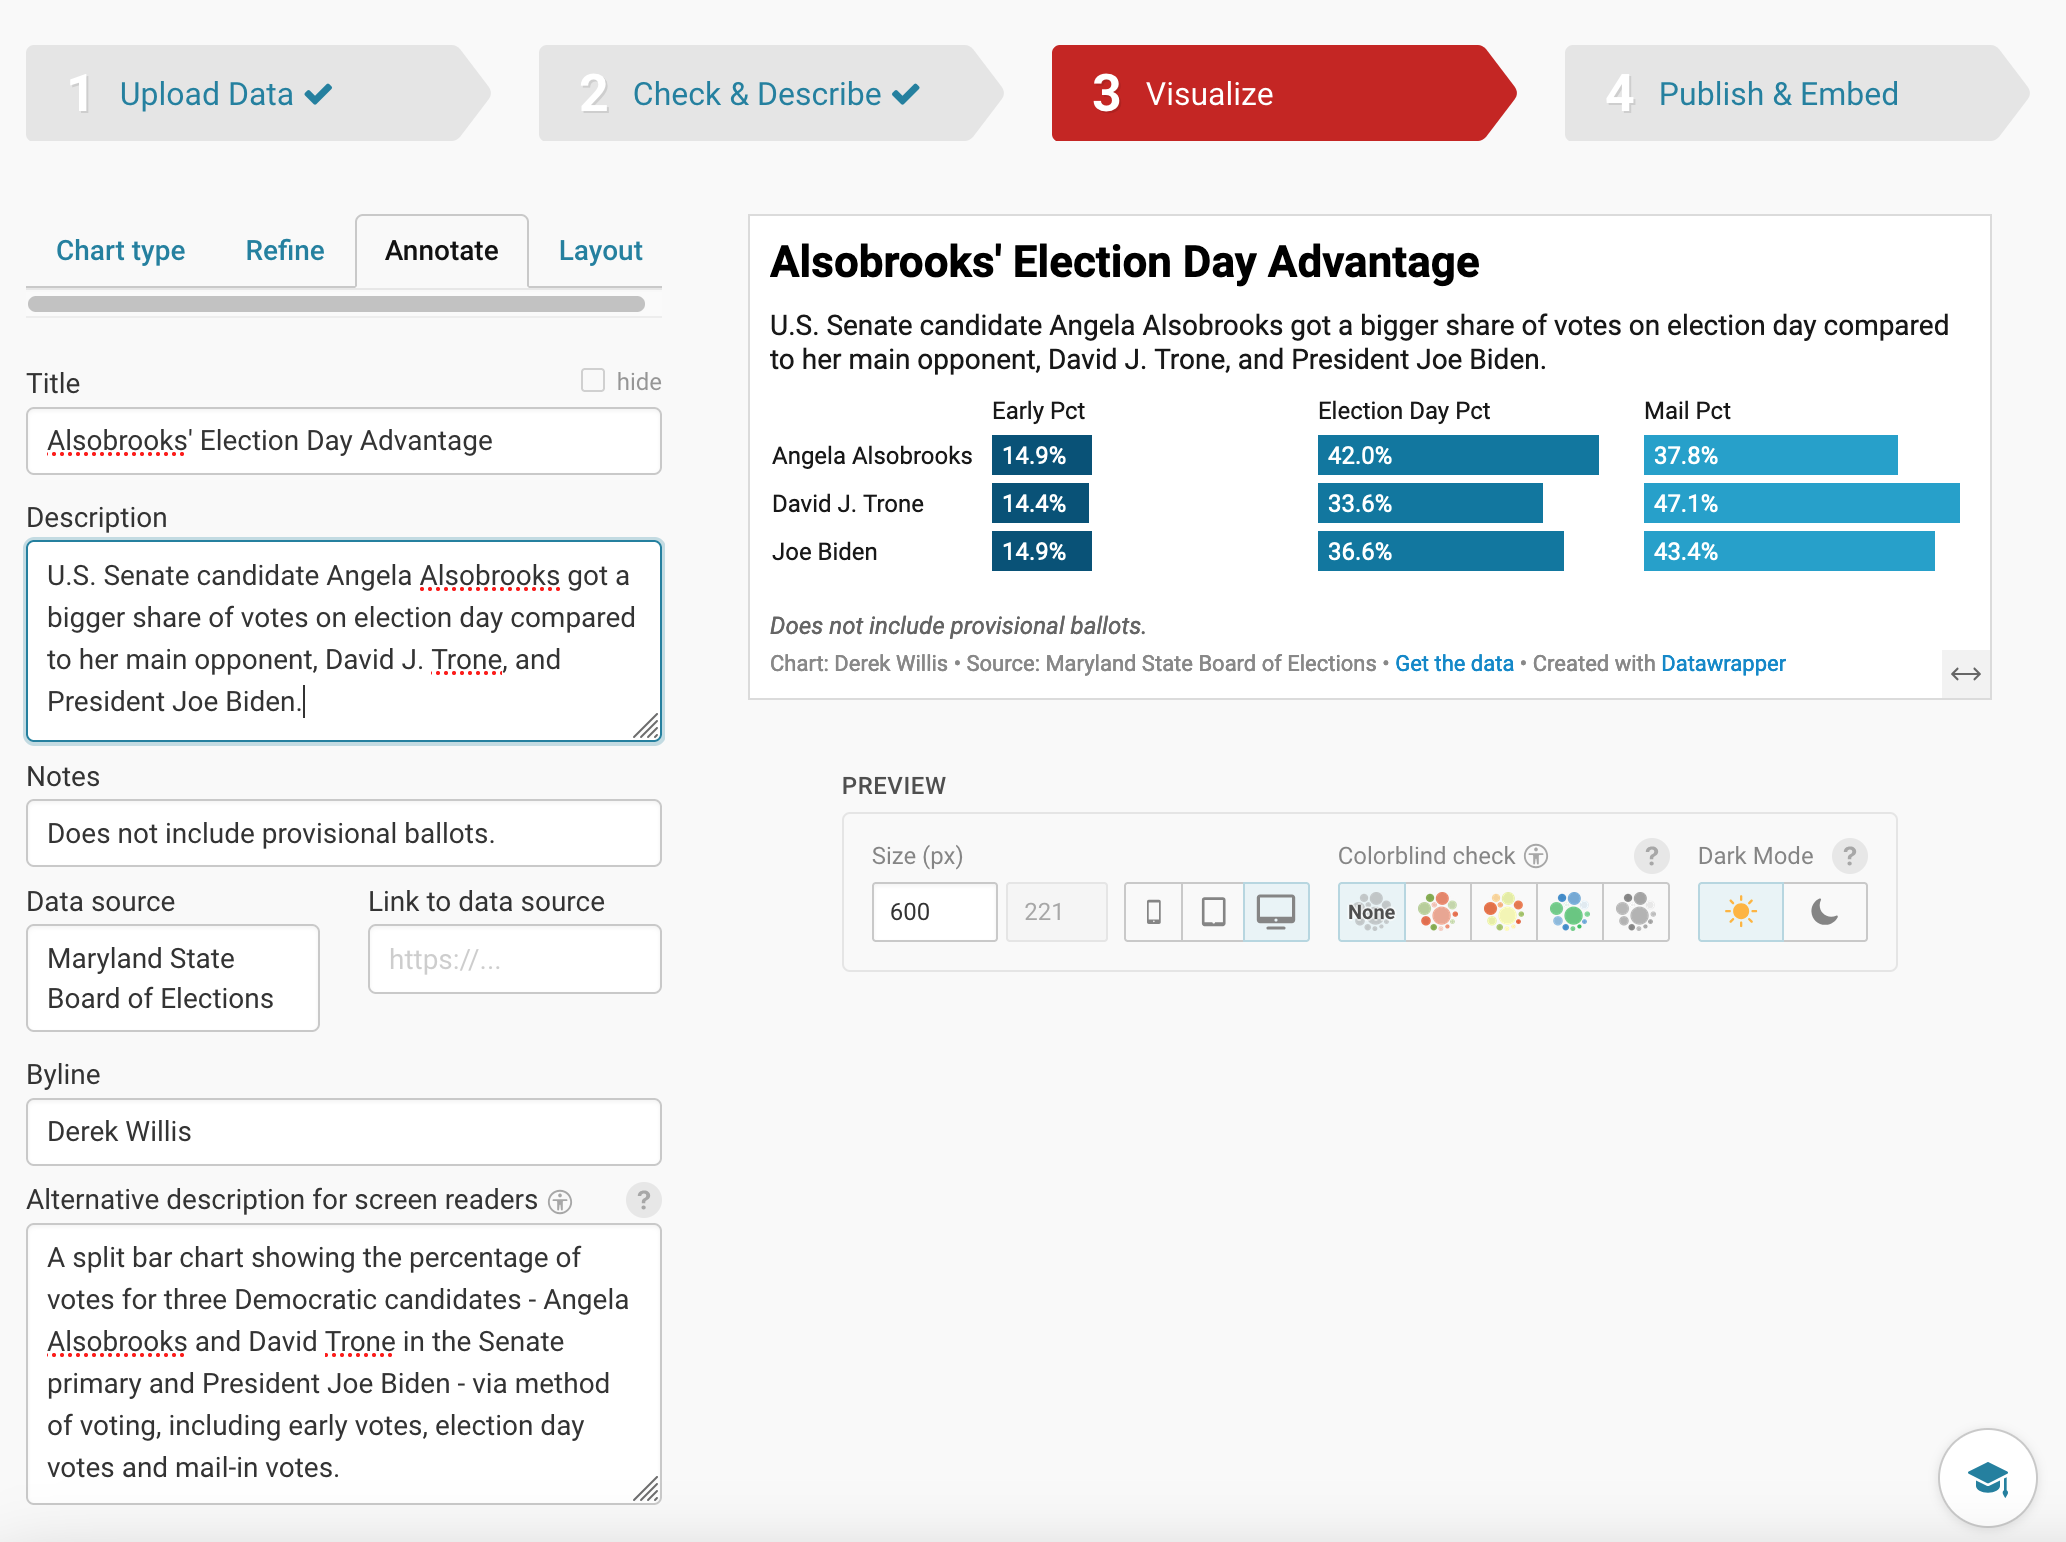 1 Upload Data
2 Check & Describe
3 Visualize
4 Publish & Embed
Chart type
Refine
Annotate
Layout
Title
hide
Alsobrooks' Election Day Advantage
Description
U.S. Senate candidate Angela Alsobrooks got a
bigger share of votes on election day compared
to her main opponent, David J. Trone, and
President Joe Biden.
Notes
Does not include provisional ballots.
Data source
Link to data source
Maryland State
Board of Elections
https://...
Byline
Derek Willis
Alternative description for screen readers
?
A split bar chart showing the percentage of
votes for three Democratic candidates - Angela
Alsobrooks and David Trone in the Senate
primary and President Joe Biden - via method
of voting, including early votes, election day
votes and mail-in votes.
Alsobrooks' Election Day Advantage
U.S. Senate candidate Angela Alsobrooks got a bigger share of votes on election day compared
to her main opponent, David J. Trone, and President Joe Biden.
Early Pct Election Day Pct Mail Pct
Angela Alsobrooks 14.9% 42.0% 37.8%
David J. Trone 14.4% 33.6% 47.1%
Joe Biden 14.9% 36.6% 43.4%
Does not include provisional ballots.
Chart: Derek Willis • Source: Maryland State Board of Elections • Get the data • Created with Datawrapper
PREVIEW
Size (px)
Colorblind check
?
Dark Mode
?
600
221
None